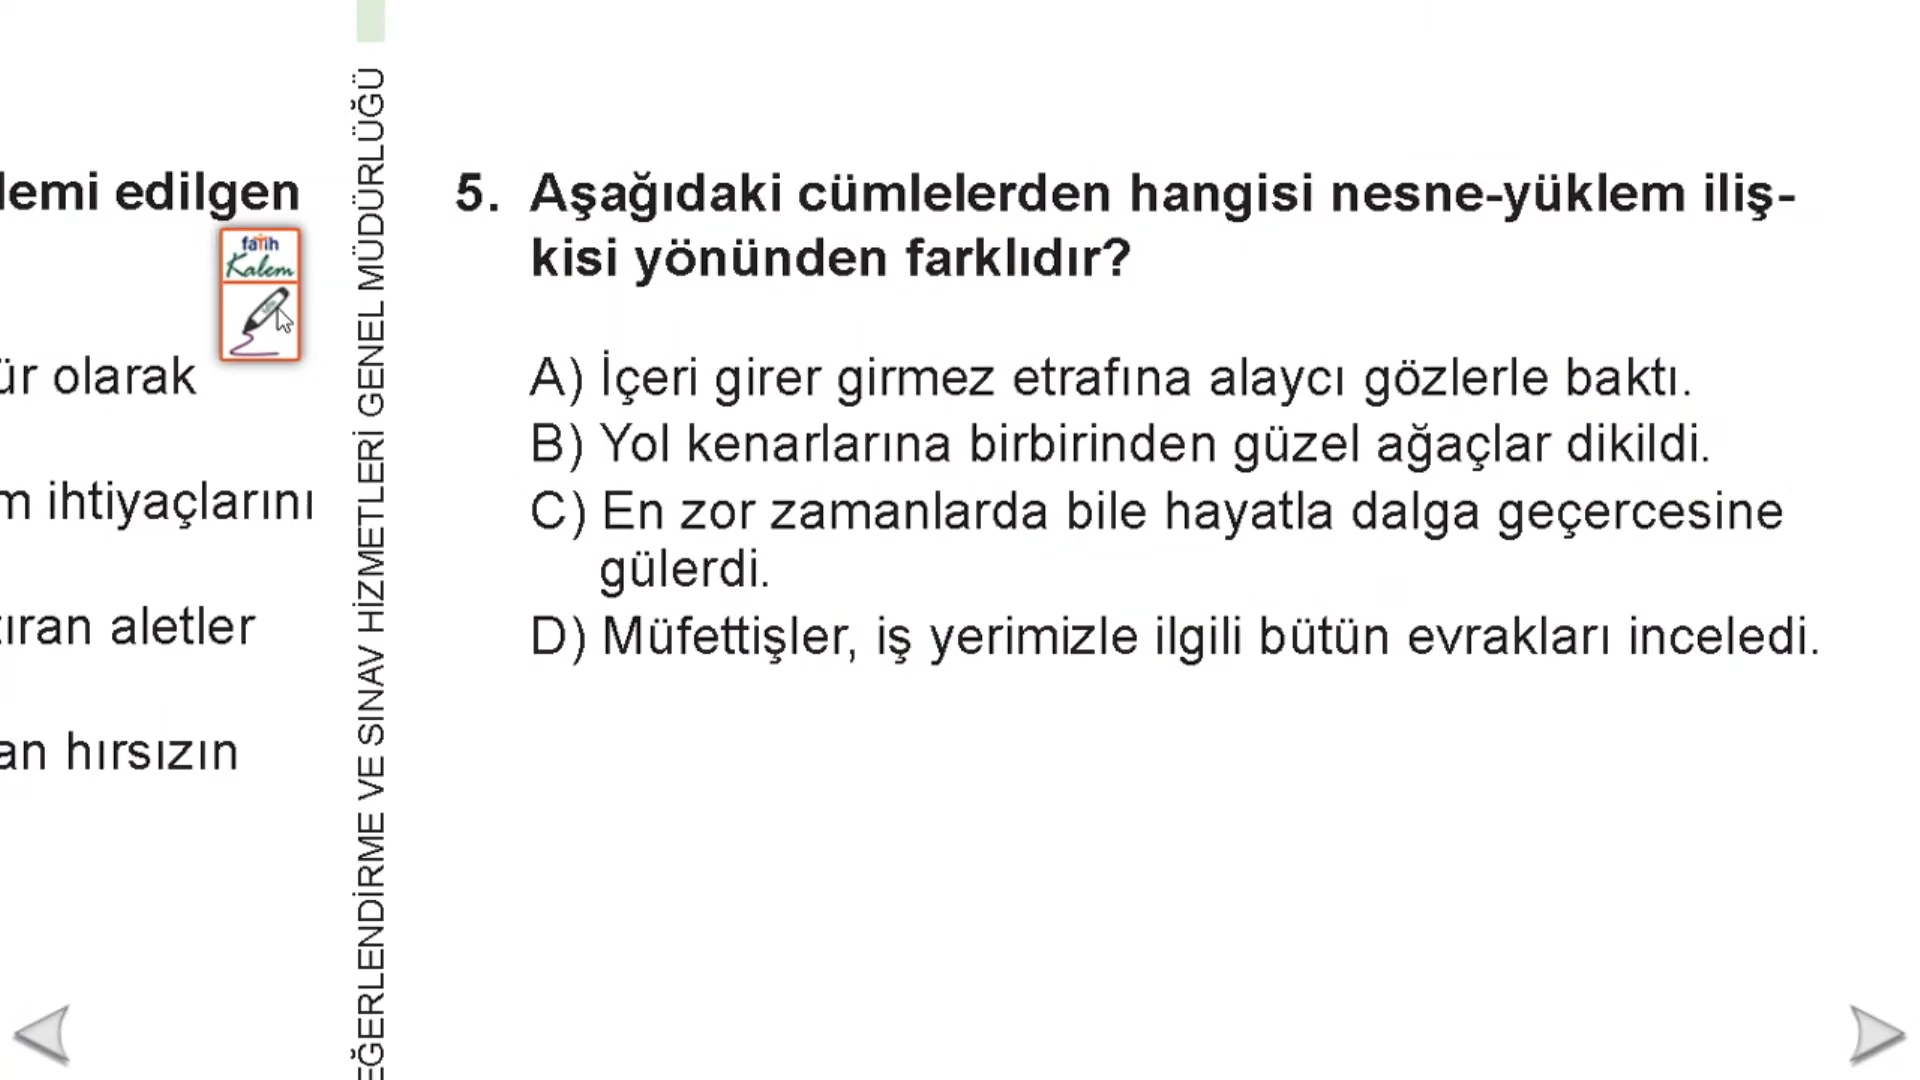 lemi edilgen
fatih
Kalem
ür olarak
m ihtiyaçlarını
tıran aletler
an hırsızın
EĞERLENDİRME VE SINAV HİZMETLERİ GENEL MÜDÜRLÜĞÜ
5. Aşağıdaki cümlelerden hangisi nesne-yüklem iliş-
kisi yönünden farklıdır?
A) İçeri girer girmez etrafına alaycı gözlerle baktı.
B) Yol kenarlarına birbirinden güzel ağaçlar dikildi.
C) En zor zamanlarda bile hayatla dalga geçercesine
gülerdi.
D) Müfettişler, iş yerimizle ilgili bütün evrakları inceledi.